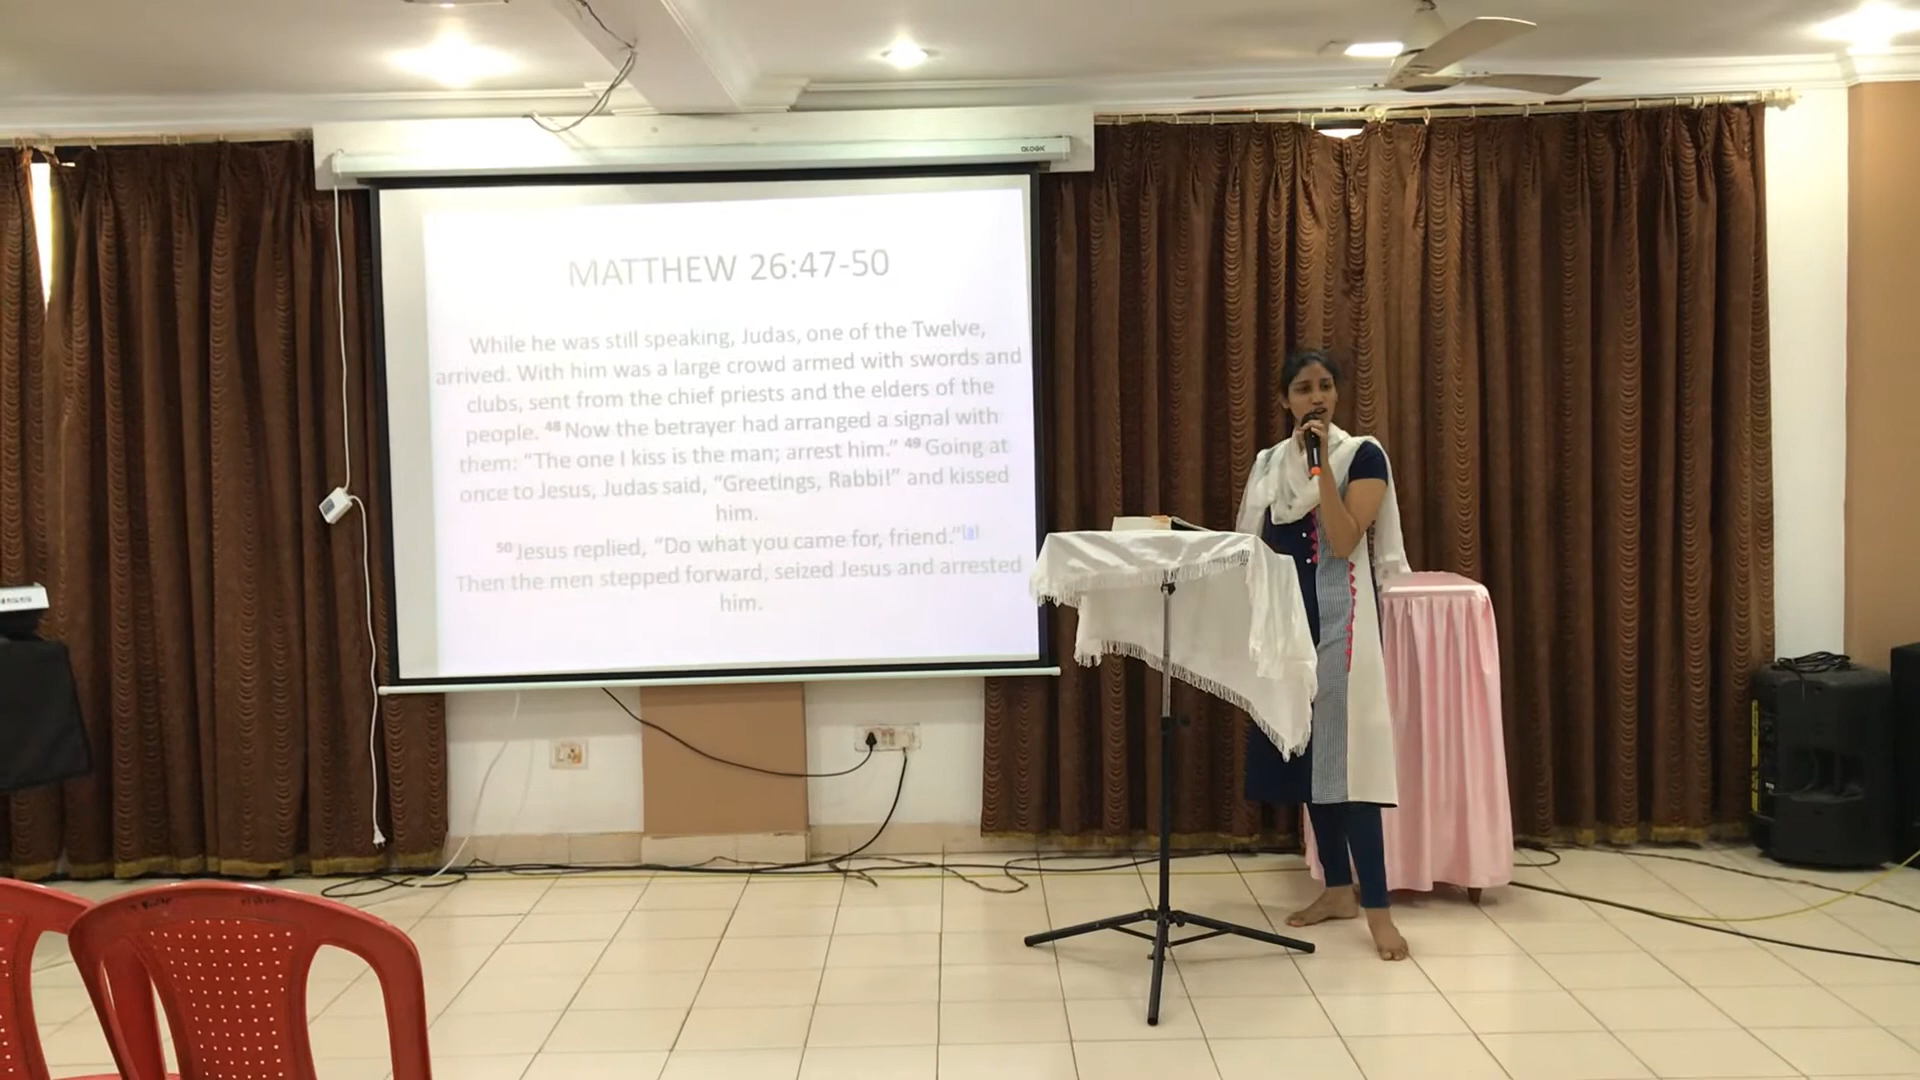 QLOGIC
MATTHEW 26:47-50
While he was still speaking, Judas, one of the Twelve,
arrived. With him was a large crowd armed with swords and
clubs, sent from the chief priests and the elders of the
people. 48 Now the betrayer had arranged a signal with
them: “The one I kiss is the man; arrest him.” 49 Going at
once to Jesus, Judas said, “Greetings, Rabbi!” and kissed
him.
50 Jesus replied, “Do what you came for, friend.”[a]
Then the men stepped forward, seized Jesus and arrested
him.